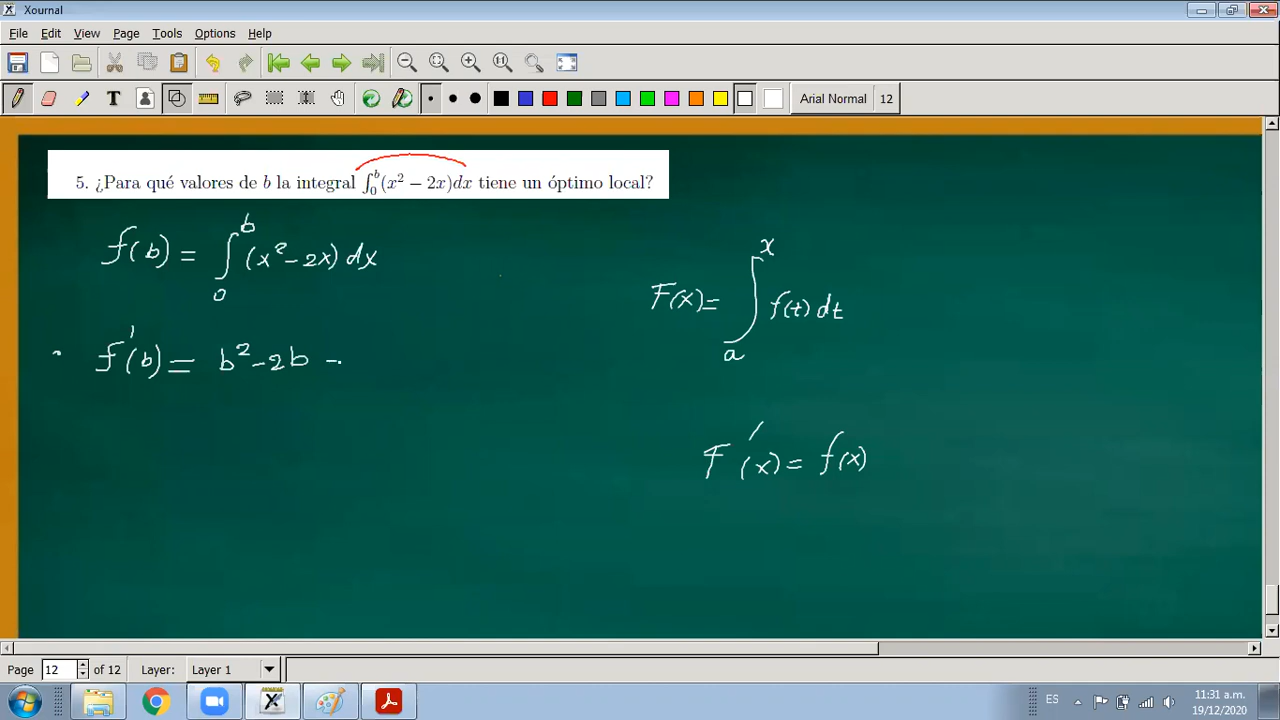 Xournal
File Edit View Page Tools Options Help
Arial Normal 12
5. ¿Para qué valores de b la integral ∫₀ᵇ(x² − 2x)dx tiene un óptimo local?
f(b) = ∫₀ᵇ (x² - 2x) dx
F(x) = ∫ₐˣ f(t) dt
f'(b) = b² - 2b -
F'(x) = f(x)
Page 12 of 12 Layer: Layer 1
ES 11:31 a.m.
19/12/2020